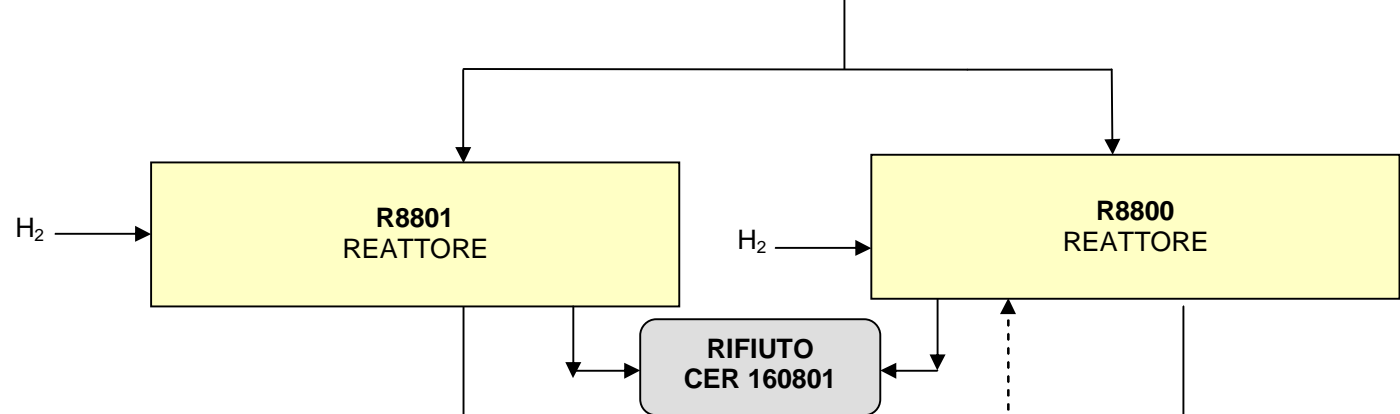 H₂
R8801
REATTORE
H₂
R8800
REATTORE
RIFIUTO
CER 160801